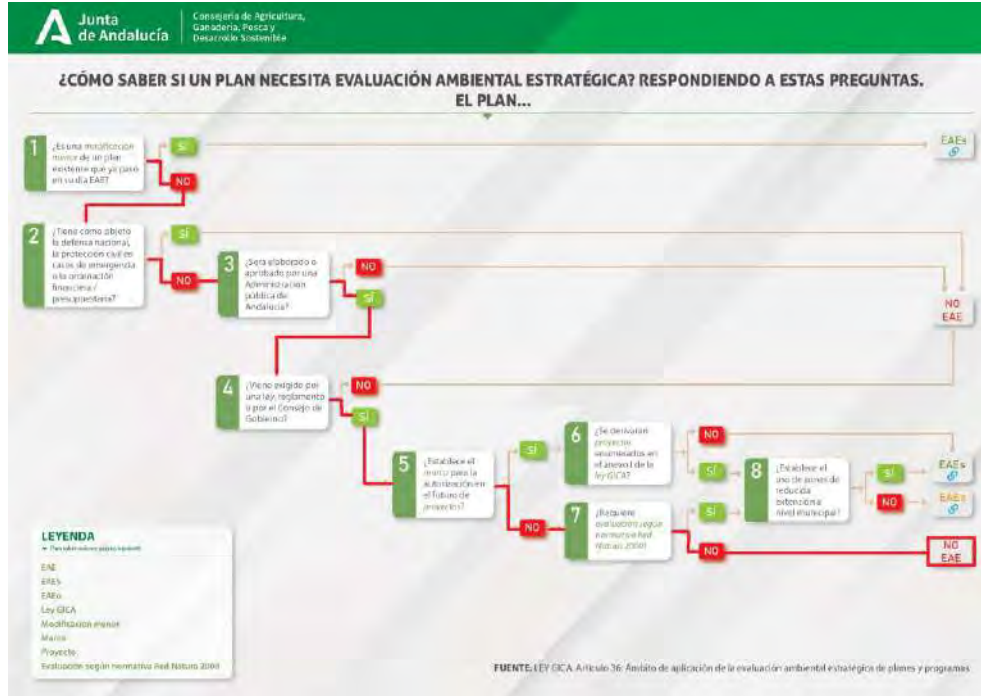 Junta
de Andalucía
Consejería de Agricultura,
Ganadería, Pesca y
Desarrollo Sostenible
¿CÓMO SABER SI UN PLAN NECESITA EVALUACIÓN AMBIENTAL ESTRATÉGICA? RESPONDIENDO A ESTAS PREGUNTAS.
EL PLAN...
1
¿Es una modificación
menor de un plan
existente que ya pasó
en su día EAE?
SÍ
NO
EAEs
2
¿Tiene como objeto
la defensa nacional,
la protección civil en
casos de emergencia
o la ordenación
financiera /
presupuestaria?
SÍ
NO
3
¿Será elaborado o
aprobado por una
Administración
pública de
Andalucía?
NO
SÍ
NO
EAE
4
¿Viene exigido por
una ley, reglamento
o por el Consejo de
Gobierno?
NO
SÍ
5
¿Establece el
marco para la
autorización en
el futuro de
proyectos?
SÍ
NO
6
¿Se derivarán
proyectos
enumerados en
el anexo I de la
ley GICA?
NO
SÍ
7
¿Requiere
evaluación según
normativa Red
Natura 2000?
SÍ
NO
8
¿Establece el
uso de zonas de
reducida
extensión a
nivel municipal?
SÍ
NO
EAEs
EAEo
NO
EAE
LEYENDA
EAE
EAES
EAEo
Ley GICA
Modificación menor
Marco
Proyecto
Evaluación según normativa Red Natura 2000
FUENTE: LEY GICA. Artículo 36: Ámbito de aplicación de la evaluación ambiental estratégica de planes y programas